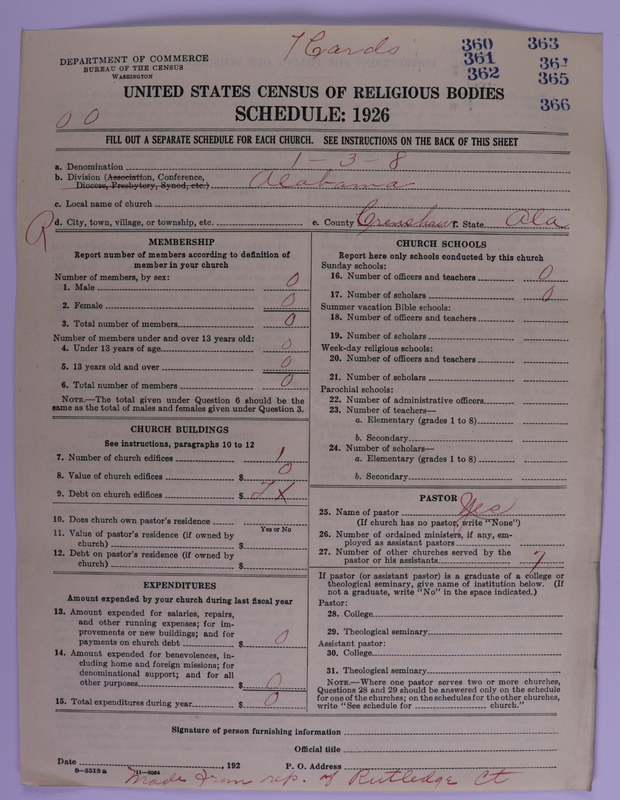 7 Cards
360 363
361 364
362 365
366
DEPARTMENT OF COMMERCE
BUREAU OF THE CENSUS
WASHINGTON
UNITED STATES CENSUS OF RELIGIOUS BODIES
0 0
SCHEDULE: 1926
FILL OUT A SEPARATE SCHEDULE FOR EACH CHURCH. SEE INSTRUCTIONS ON THE BACK OF THIS SHEET
a. Denomination 1-3-8
b. Division (Association, Conference,
Diocese, Presbytery, Synod, etc.) Alabama
c. Local name of church
R d. City, town, village, or township, etc. e. County Crenshaw f. State Ala
MEMBERSHIP
Report number of members according to definition of
member in your church
Number of members, by sex:
1. Male 0
2. Female 0
3. Total number of members 0
Number of members under and over 13 years old:
4. Under 13 years of age 0
5. 13 years old and over 0
6. Total number of members 0
NOTE.—The total given under Question 6 should be the
same as the total of males and females given under Question 3.
CHURCH BUILDINGS
See instructions, paragraphs 10 to 12
7. Number of church edifices 1
8. Value of church edifices $ 0
9. Debt on church edifices $ 7X
10. Does church own pastor's residence
Yes or No
11. Value of pastor's residence (if owned by
church) $
12. Debt on pastor's residence (if owned by
church) $
EXPENDITURES
Amount expended by your church during last fiscal year
13. Amount expended for salaries, repairs,
and other running expenses; for im-
provements or new buildings; and for
payments on church debt $ 0
14. Amount expended for benevolences, in-
cluding home and foreign missions; for
denominational support; and for all
other purposes $ 0
15. Total expenditures during year $ 0
CHURCH SCHOOLS
Report here only schools conducted by this church
Sunday schools:
16. Number of officers and teachers 0
17. Number of scholars 0
Summer vacation Bible schools:
18. Number of officers and teachers
19. Number of scholars
Week-day religious schools:
20. Number of officers and teachers
21. Number of scholars
Parochial schools:
22. Number of administrative officers
23. Number of teachers—
a. Elementary (grades 1 to 8)
b. Secondary
24. Number of scholars—
a. Elementary (grades 1 to 8)
b. Secondary
PASTOR
25. Name of pastor Yes
(If church has no pastor, write "None")
26. Number of ordained ministers, if any, em-
ployed as assistant pastors
27. Number of other churches served by the
pastor or his assistants 7
If pastor (or assistant pastor) is a graduate of a college or
theological seminary, give name of institution below. (If
not a graduate, write "No" in the space indicated.)
Pastor:
28. College
29. Theological seminary
Assistant pastor:
30. College
31. Theological seminary
NOTE.—Where one pastor serves two or more churches,
Questions 28 and 29 should be answered only on the schedule
for one of the churches; on the schedules for the other churches,
write "See schedule for church."
Signature of person furnishing information
Official title
Date , 192 P. O. Address
Made from rep. of Rutledge Ct